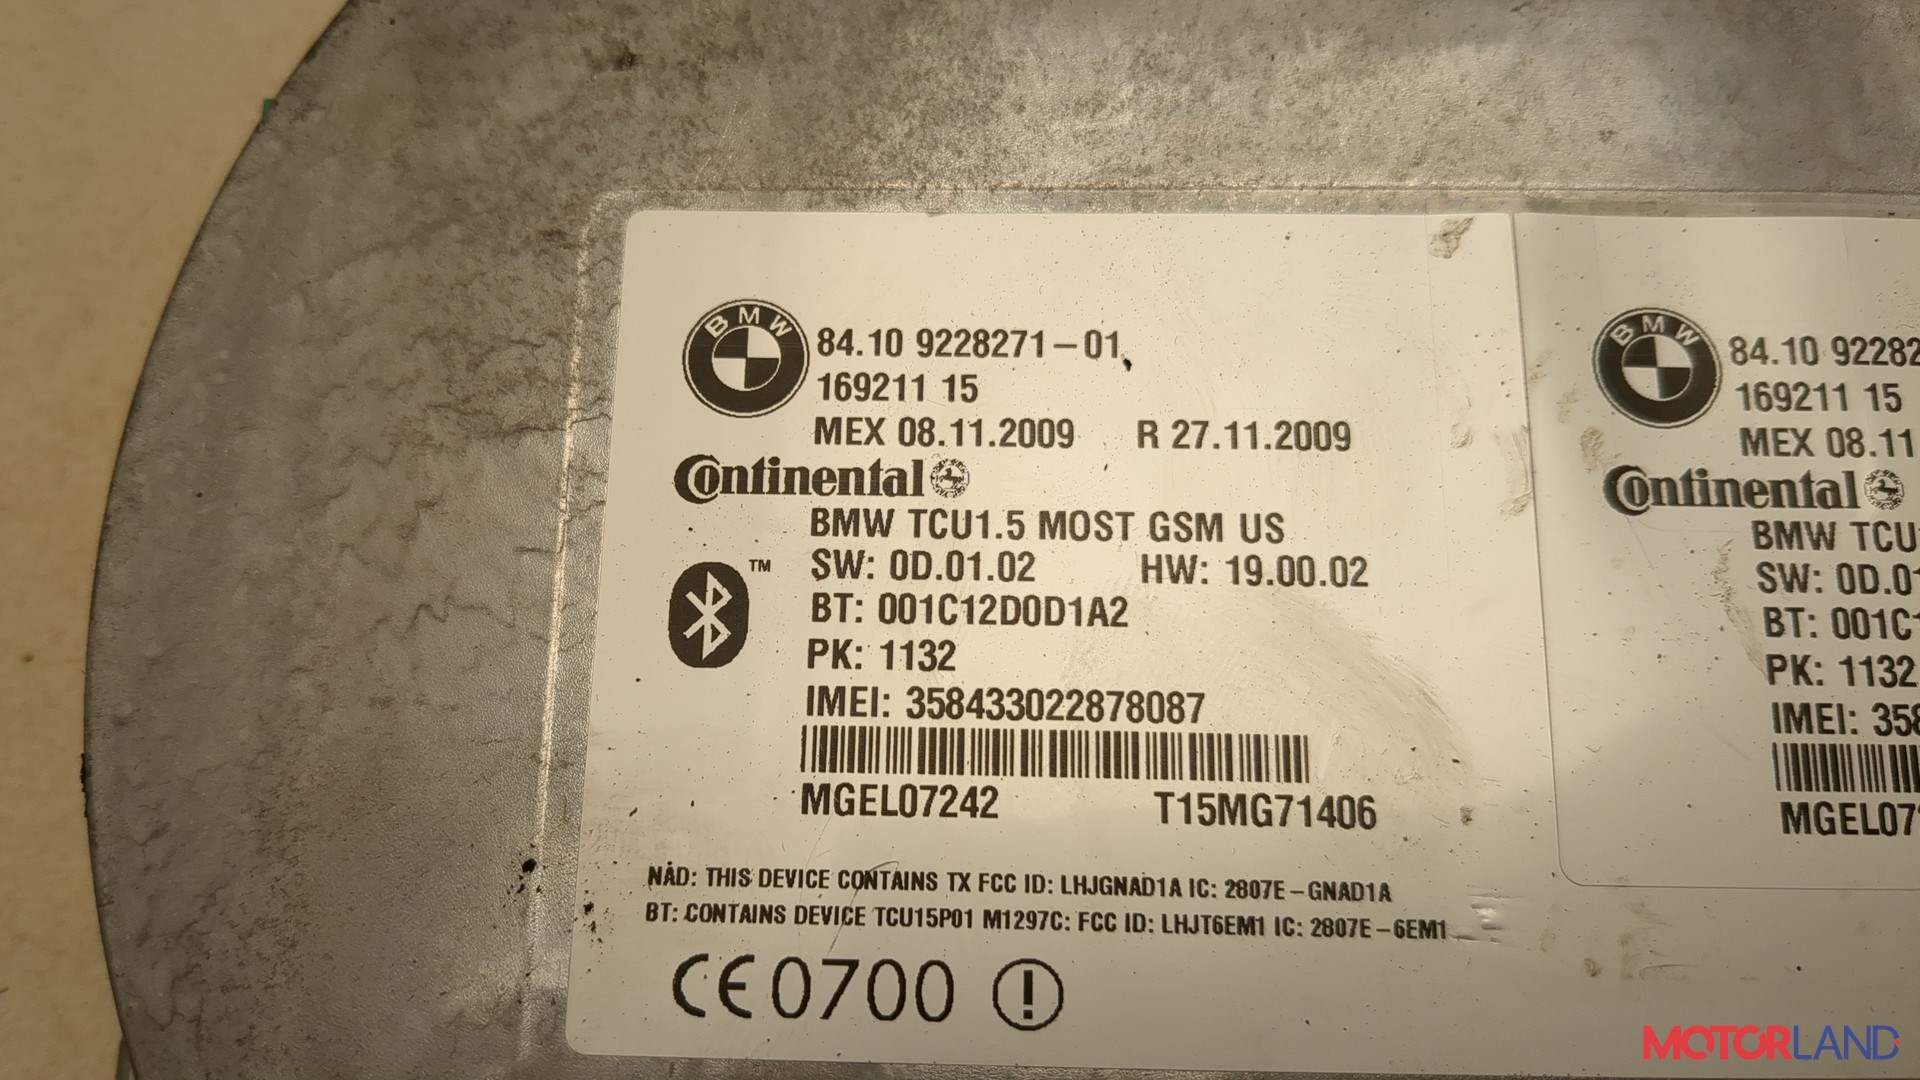 BMW
84.10 9228271-01
169211 15
MEX 08.11.2009 R 27.11.2009
Continental
BMW TCU1.5 MOST GSM US
™ SW: 0D.01.02 HW: 19.00.02
BT: 001C12D0D1A2
PK: 1132
IMEI: 358433022878087
MGEL07242 T15MG71406
NAD: THIS DEVICE CONTAINS TX FCC ID: LHJGNAD1A IC: 2807E-GNAD1A
BT: CONTAINS DEVICE TCU15P01 M1297C: FCC ID: LHJT6EM1 IC: 2807E-6EM1
CE0700 !
BMW
84.10 92282
169211 15
MEX 08.11
Continental
BMW TCU
SW: 0D.01
BT: 001C
PK: 1132
IMEI: 358
MGEL07
MOTORLAND